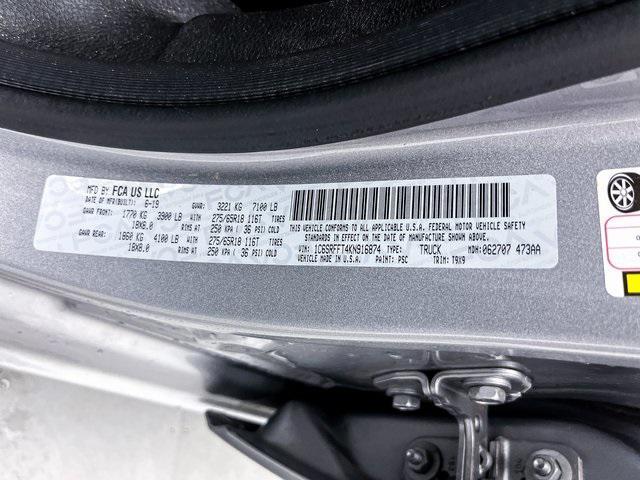 MFD BY FCA US LLC
DATE OF MFR(BUILT): 6-19 GVWR: 3221 KG 7100 LB
GAWR FRONT: 1770 KG 3900 LB WITH 275/65R18 116T TIRES
18X8.0 RIMS AT 250 KPA ( 36 PSI) COLD
GAWR REAR: 1860 KG 4100 LB WITH 275/65R18 116T TIRES
18X8.0 RIMS AT 250 KPA ( 36 PSI) COLD
THIS VEHICLE CONFORMS TO ALL APPLICABLE U.S.A. FEDERAL MOTOR VEHICLE SAFETY
STANDARDS IN EFFECT ON THE DATE OF MANUFACTURE SHOWN ABOVE.
VIN: 1C6SRFFT4KN916874 TYPE: TRUCK MDH: 062707 473AA
VEHICLE MADE IN U.S.A. PAINT: PSC TRIM: T9X9